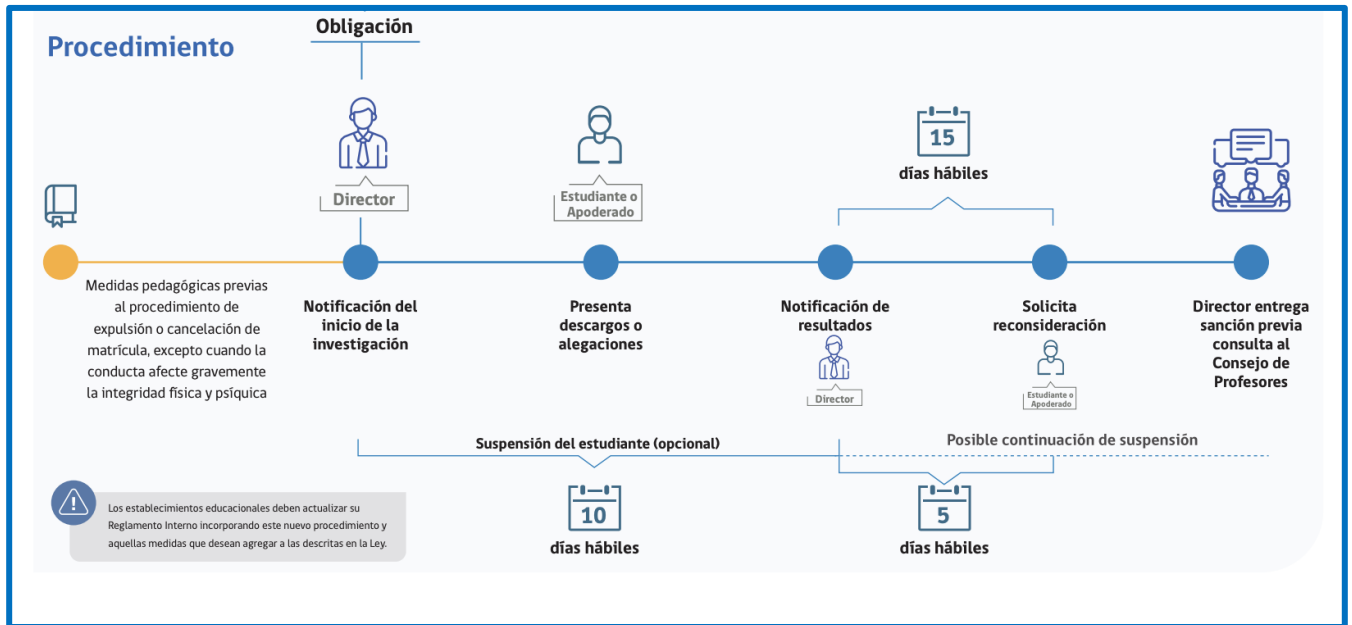 Procedimiento
Obligación
Director
Estudiante o
Apoderado
15
días hábiles
Medidas pedagógicas previas
al procedimiento de
expulsión o cancelación de
matrícula, excepto cuando la
conducta afecte gravemente
la integridad física y psíquica
Notificación del
inicio de la
investigación
Presenta
descargos o
alegaciones
Notificación de
resultados
Director
Solicita
reconsideración
Estudiante o
Apoderado
Director entrega
sanción previa
consulta al
Consejo de
Profesores
Suspensión del estudiante (opcional)
Posible continuación de suspensión
10
días hábiles
5
días hábiles
Los establecimientos educacionales deben actualizar su
Reglamento Interno incorporando este nuevo procedimiento y
aquellas medidas que desean agregar a las descritas en la Ley.